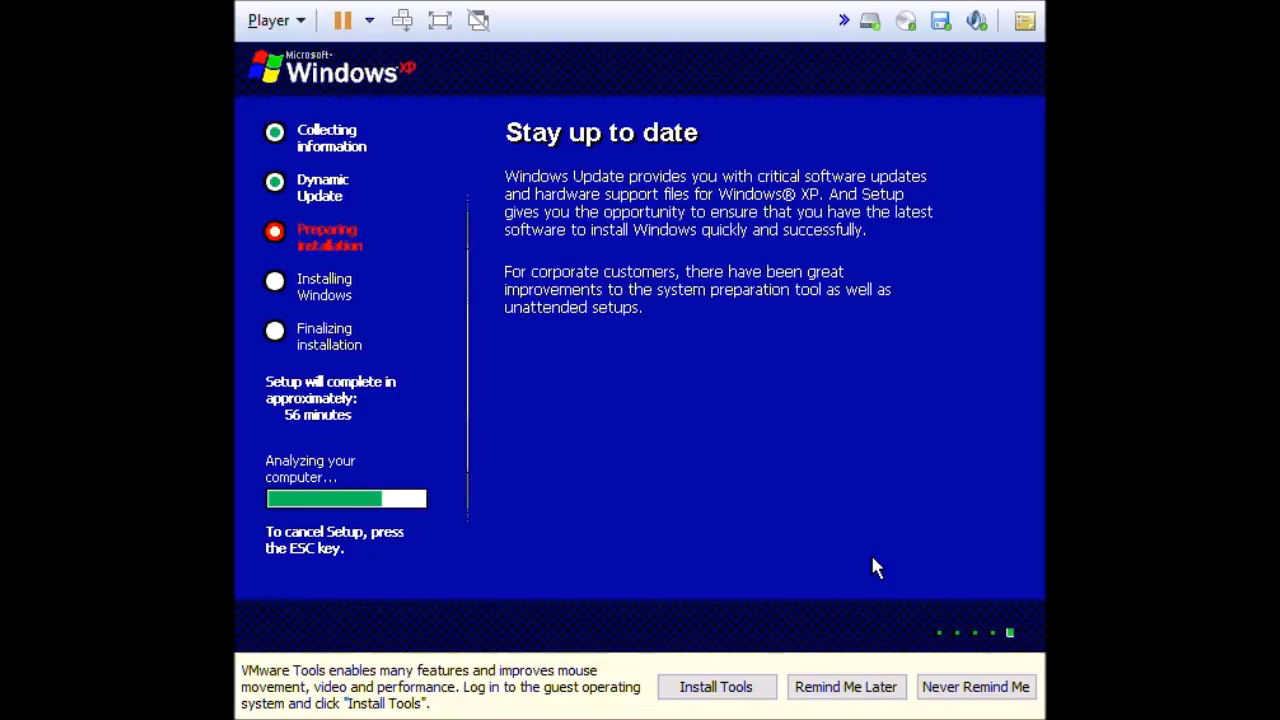 Player
Microsoft
Windows xp
Collecting
information
Dynamic
Update
Preparing
installation
Installing
Windows
Finalizing
installation
Setup will complete in
approximately:
56 minutes
Analyzing your
computer...
To cancel Setup, press
the ESC key.
Stay up to date
Windows Update provides you with critical software updates
and hardware support files for Windows® XP. And Setup
gives you the opportunity to ensure that you have the latest
software to install Windows quickly and successfully.
For corporate customers, there have been great
improvements to the system preparation tool as well as
unattended setups.
VMware Tools enables many features and improves mouse
movement, video and performance. Log in to the guest operating
system and click "Install Tools".
Install Tools
Remind Me Later
Never Remind Me